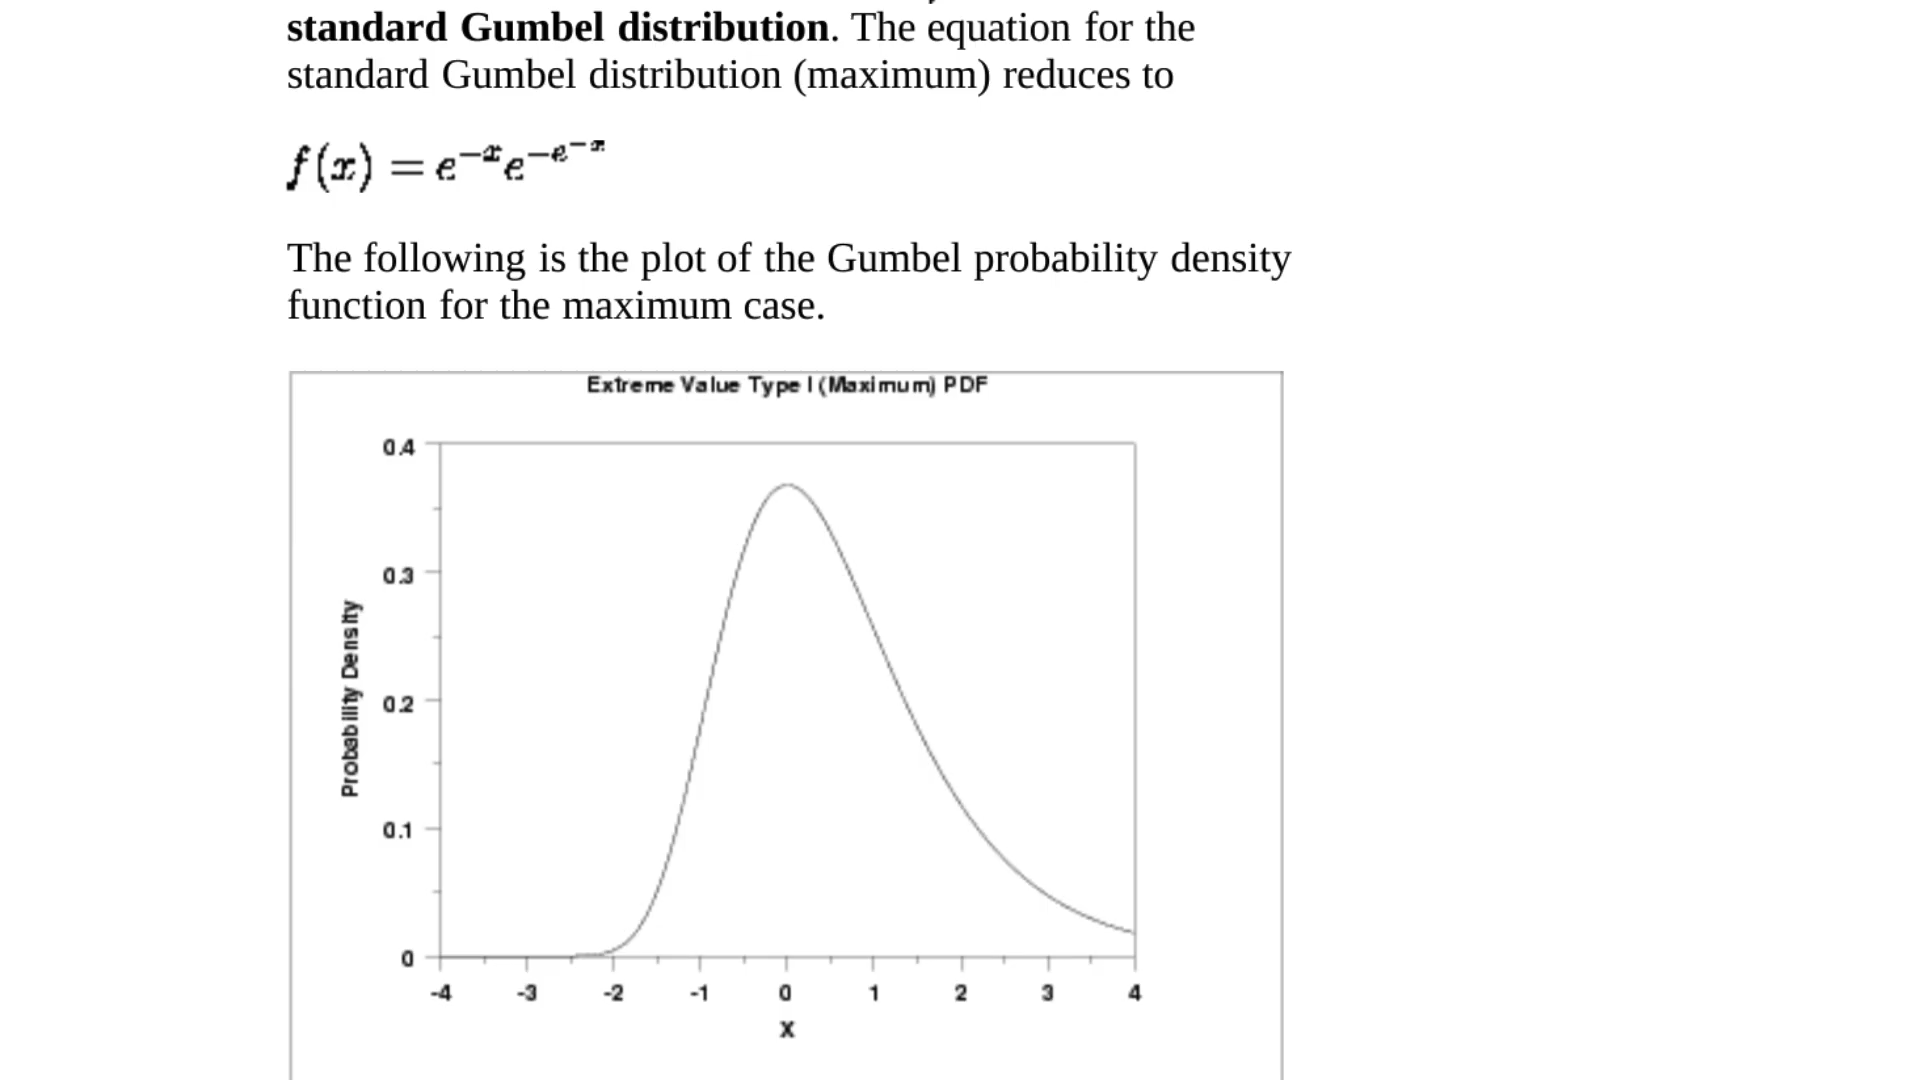 standard Gumbel distribution. The equation for the
standard Gumbel distribution (maximum) reduces to
f(x) = e^{-x}e^{-e^{-x}}
The following is the plot of the Gumbel probability density
function for the maximum case.
Extreme Value Type I (Maximum) PDF
0.4
0.3
0.2
0.1
0
Probability Density
-4 -3 -2 -1 0 1 2 3 4
X